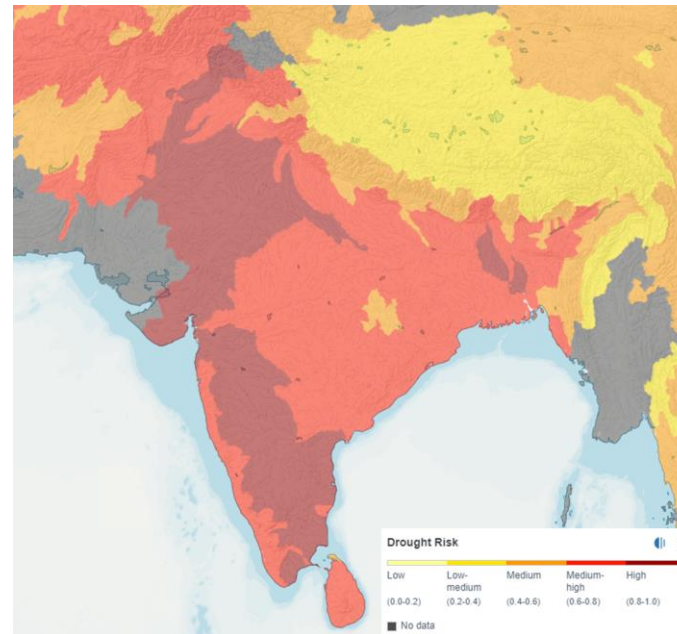 Drought Risk
Low
Low-
medium
Medium
Medium-
high
High
(0.0-0.2)
(0.2-0.4)
(0.4-0.6)
(0.6-0.8)
(0.8-1.0)
No data